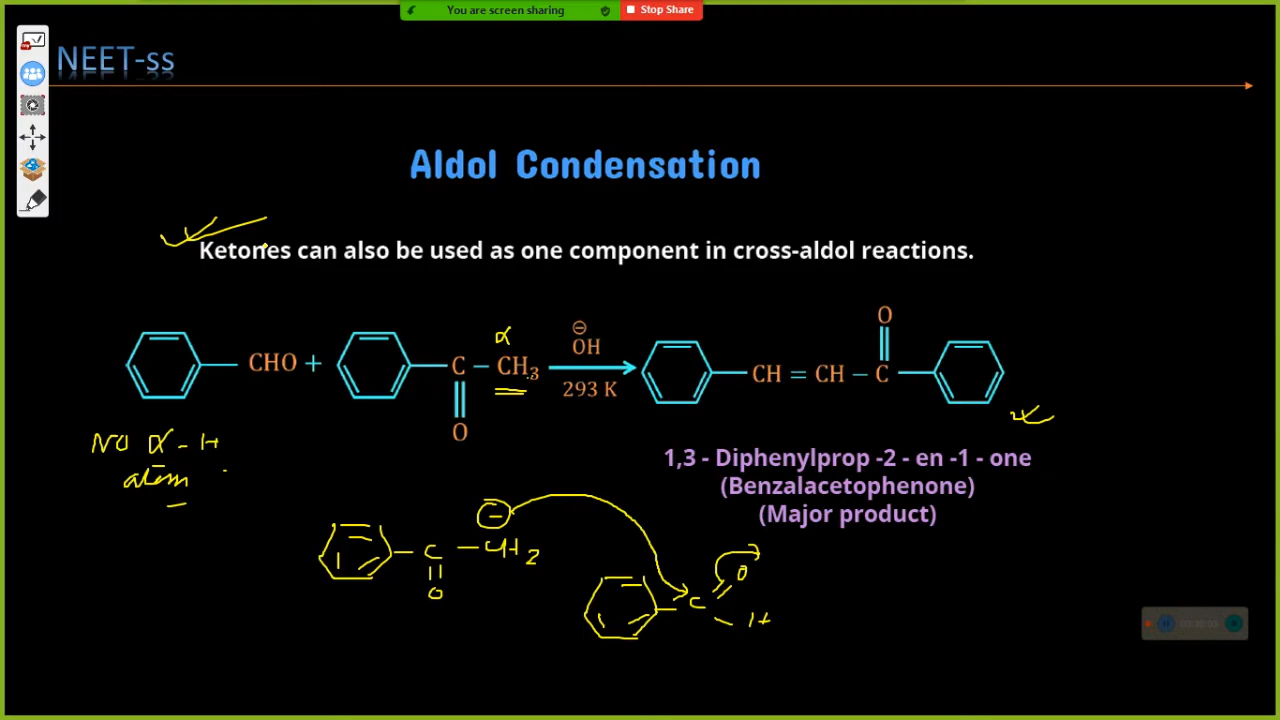 You are screen sharing
Stop Share
NEET-ss
Aldol Condensation
Ketones can also be used as one component in cross-aldol reactions.
α
⊖
OH
O
CHO + C − CH₃
293 K
CH = CH − C
O
No α-H
atom
1,3 - Diphenylprop -2 - en -1 - one
(Benzalacetophenone)
(Major product)
⊖
C − CH₂
O
O
C
H